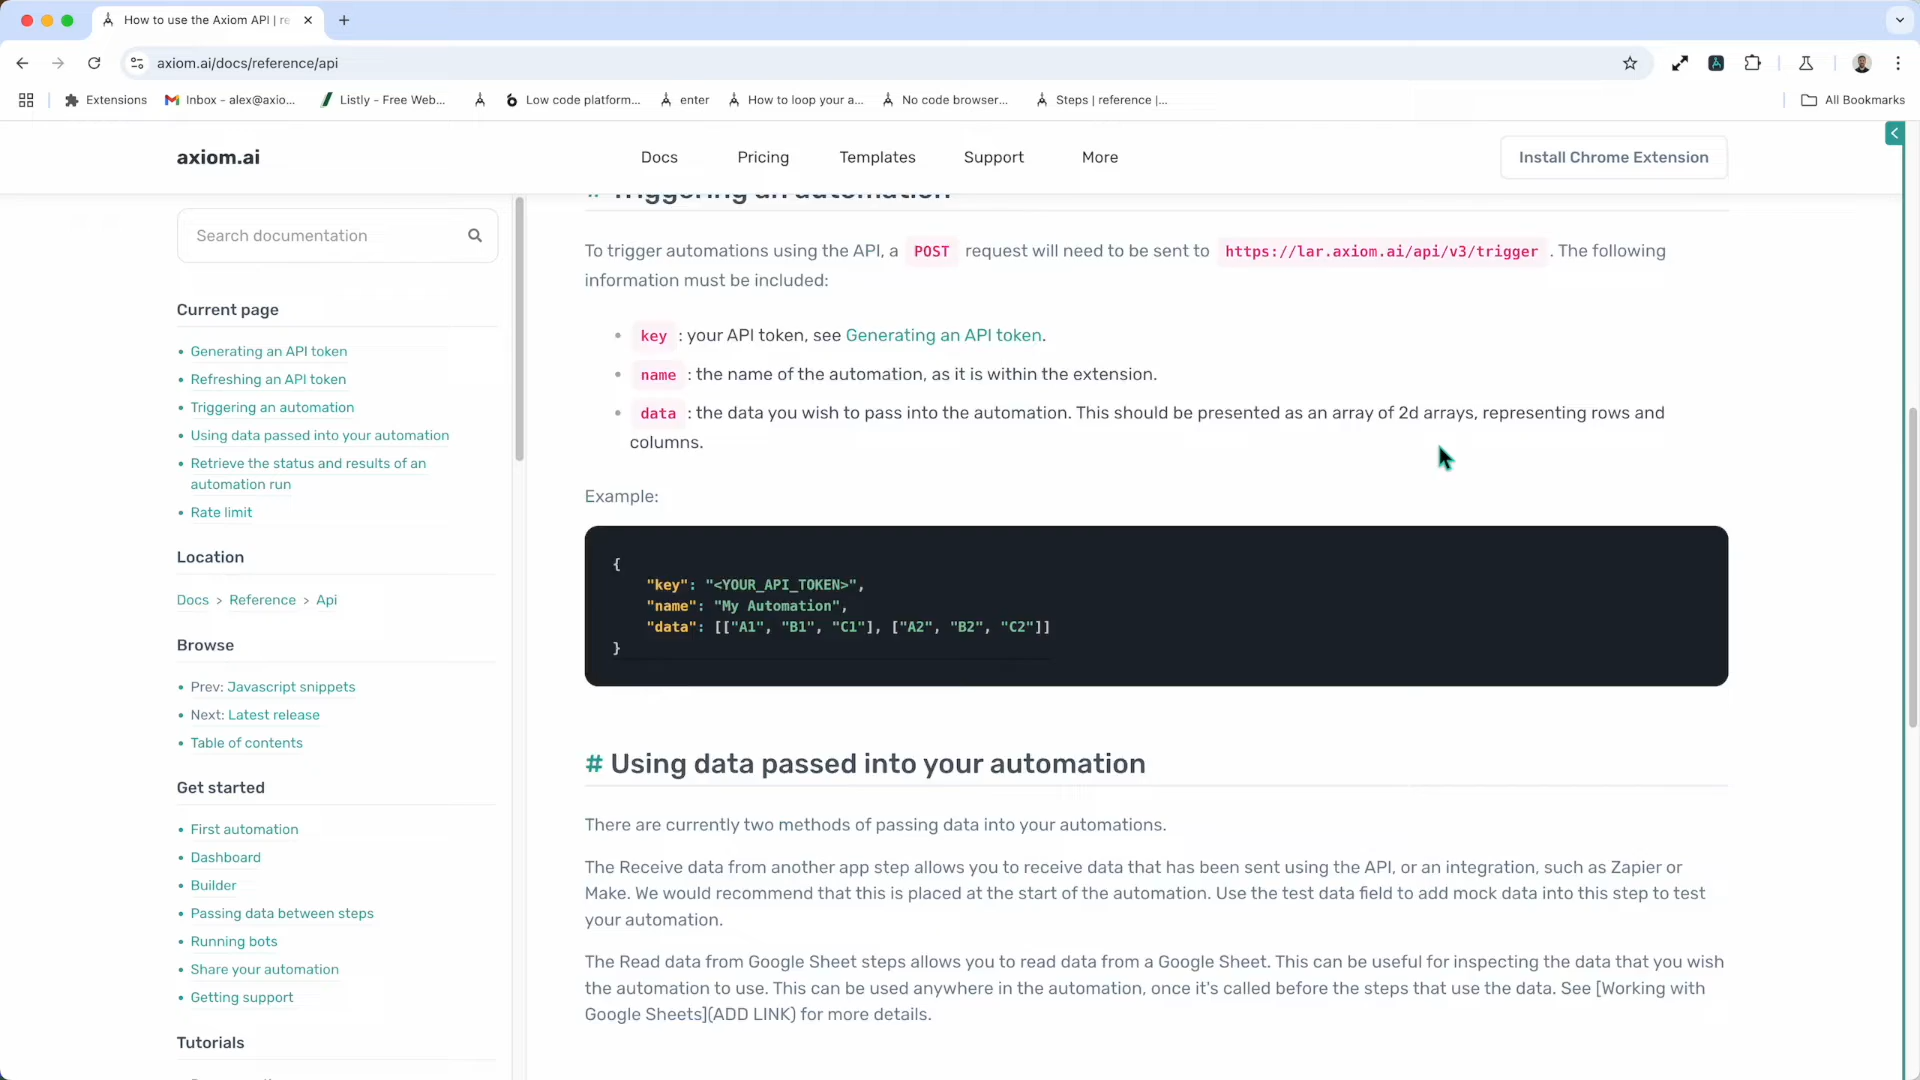 How to use the Axiom API | re
axiom.ai/docs/reference/api
Extensions
Inbox - alex@axio...
Listly - Free Web...
Low code platform...
enter
How to loop your a...
No code browser...
Steps | reference |...
All Bookmarks
axiom.ai
Docs
Pricing
Templates
Support
More
Install Chrome Extension
Search documentation
Current page
• Generating an API token
• Refreshing an API token
• Triggering an automation
• Using data passed into your automation
• Retrieve the status and results of an
automation run
• Rate limit
Location
Docs > Reference > Api
Browse
• Prev: Javascript snippets
• Next: Latest release
• Table of contents
Get started
• First automation
• Dashboard
• Builder
• Passing data between steps
• Running bots
• Share your automation
• Getting support
Tutorials
# Triggering an automation
To trigger automations using the API, a POST request will need to be sent to https://lar.axiom.ai/api/v3/trigger . The following
information must be included:
• key : your API token, see Generating an API token.
• name : the name of the automation, as it is within the extension.
• data : the data you wish to pass into the automation. This should be presented as an array of 2d arrays, representing rows and
columns.
Example:
{
"key": "<YOUR_API_TOKEN>",
"name": "My Automation",
"data": [["A1", "B1", "C1"], ["A2", "B2", "C2"]]
}
# Using data passed into your automation
There are currently two methods of passing data into your automations.
The Receive data from another app step allows you to receive data that has been sent using the API, or an integration, such as Zapier or
Make. We would recommend that this is placed at the start of the automation. Use the test data field to add mock data into this step to test
your automation.
The Read data from Google Sheet steps allows you to read data from a Google Sheet. This can be useful for inspecting the data that you wish
the automation to use. This can be used anywhere in the automation, once it's called before the steps that use the data. See [Working with
Google Sheets](ADD LINK) for more details.